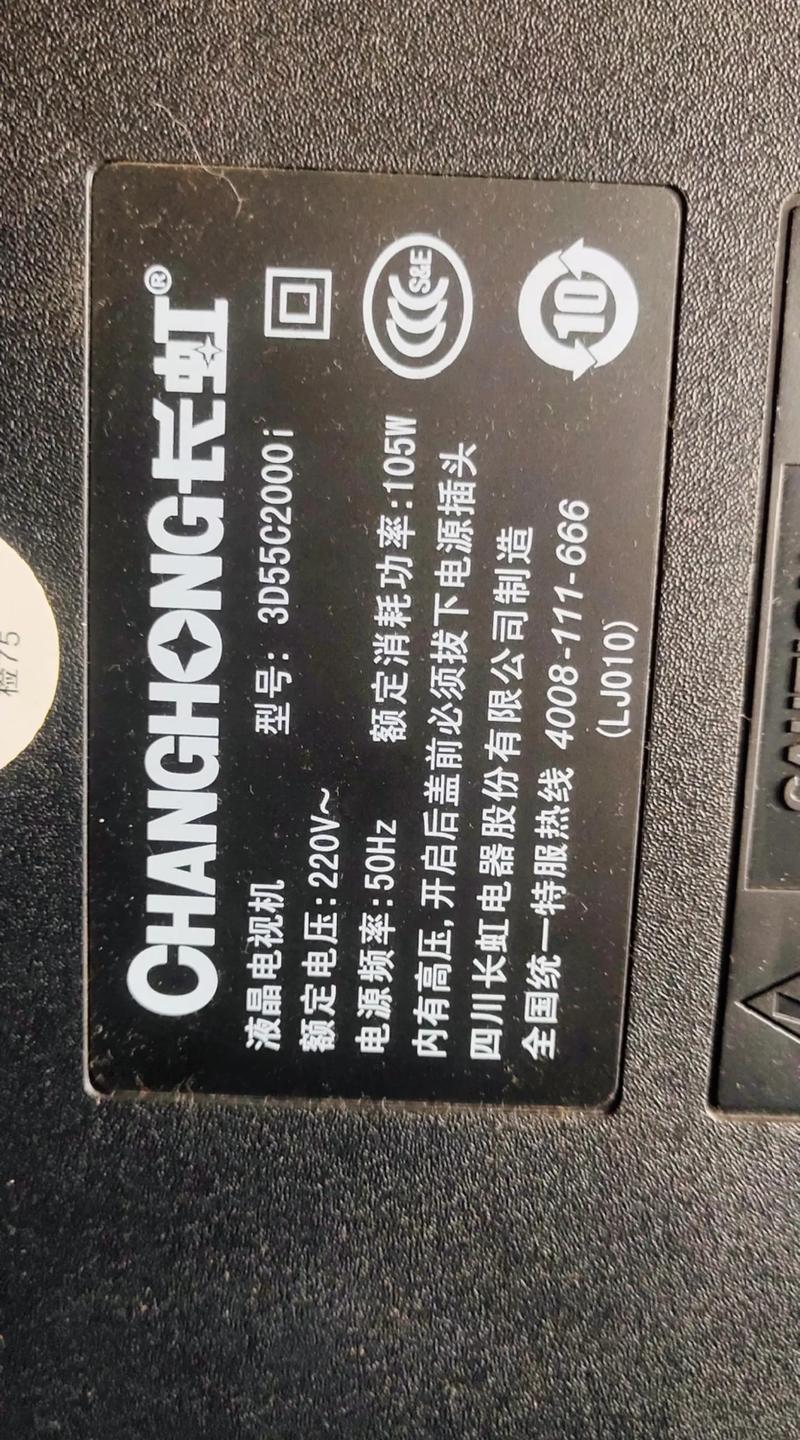 CHANGHONG长虹®
液晶电视机 型号: 3D55C2000i
额定电压:220V~
电源频率:50Hz 额定消耗功率:105W
内有高压,开启后盖前必须拔下电源插头
四川长虹电器股份有限公司制造
全国统一特服热线 4008-111-666
(LJ010)
S&E
10
检75
CAUTION